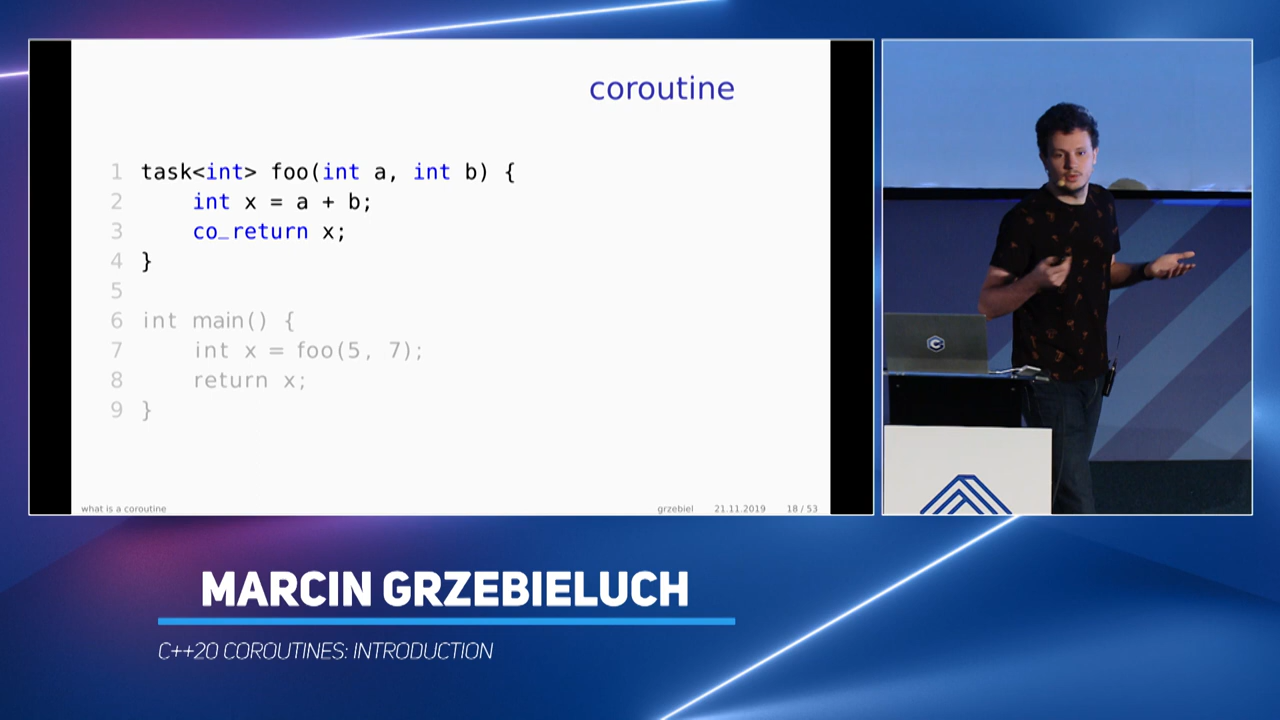 coroutine
1 task<int> foo(int a, int b) {
2     int x = a + b;
3     co_return x;
4 }
5
6 int main() {
7     int x = foo(5, 7);
8     return x;
9 }
what is a coroutine
grzebiel 21.11.2019 18 / 53
C
MARCIN GRZEBIELUCH
C++20 COROUTINES: INTRODUCTION